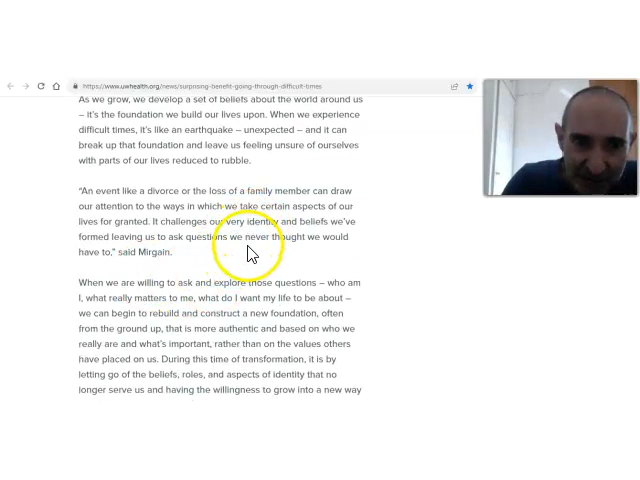 https://www.uwhealth.org/news/surprising-benefit-going-through-difficult-times
As we grow, we develop a set of beliefs about the world around us
– it's the foundation we build our lives upon. When we experience
difficult times, it's like an earthquake – unexpected – and it can
break up that foundation and leave us feeling unsure of ourselves
with parts of our lives reduced to rubble.
“An event like a divorce or the loss of a family member can draw
our attention to the ways in which we take certain aspects of our
lives for granted. It challenges our very identity and beliefs we've
formed leaving us to ask questions we never thought we would
have to,” said Mirgain.
When we are willing to ask and explore those questions – who am
I, what really matters to me, what do I want my life to be about –
we can begin to rebuild and construct a new foundation, often
from the ground up, that is more authentic and based on who we
really are and what's important, rather than on the values others
have placed on us. During this time of transformation, it is by
letting go of the beliefs, roles, and aspects of identity that no
longer serve us and having the willingness to grow into a new way